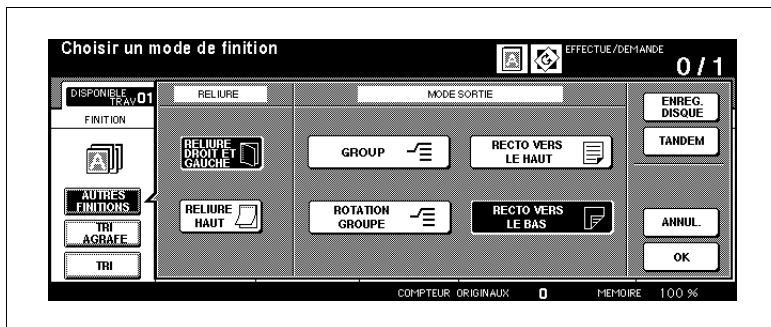 Choisir un mode de finition
EFFECTUE/DEMANDE
0 / 1
DISPONIBLE
TRAV 01
FINITION
AUTRES
FINITIONS
TRI
AGRAFE
TRI
RELIURE
RELIURE
DROIT ET
GAUCHE
RELIURE
HAUT
MODE SORTIE
GROUP
RECTO VERS
LE HAUT
ROTATION
GROUPE
RECTO VERS
LE BAS
ENREG.
DISQUE
TANDEM
ANNUL.
OK
COMPTEUR ORIGINAUX 0 MEMOIRE 100 %